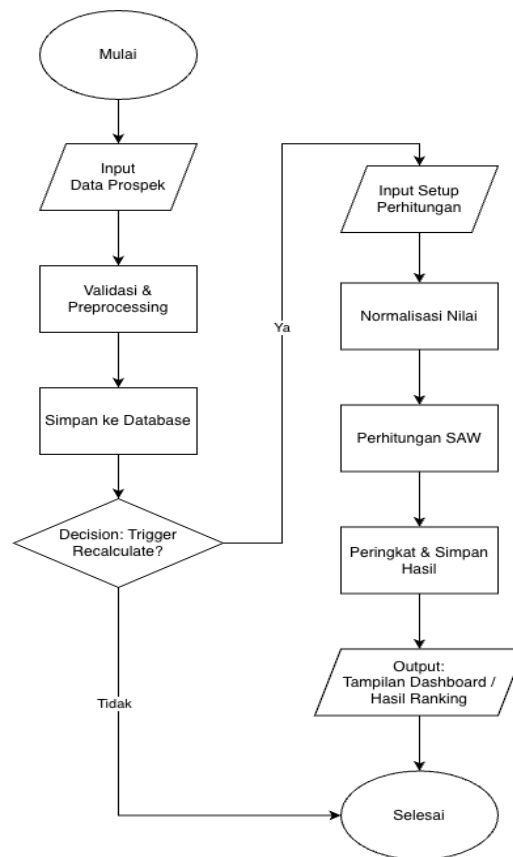 Mulai
Input
Data Prospek
Validasi &
Preprocessing
Simpan ke Database
Decision: Trigger
Recalculate?
Ya
Tidak
Input Setup
Perhitungan
Normalisasi Nilai
Perhitungan SAW
Peringkat & Simpan
Hasil
Output:
Tampilan Dashboard /
Hasil Ranking
Selesai